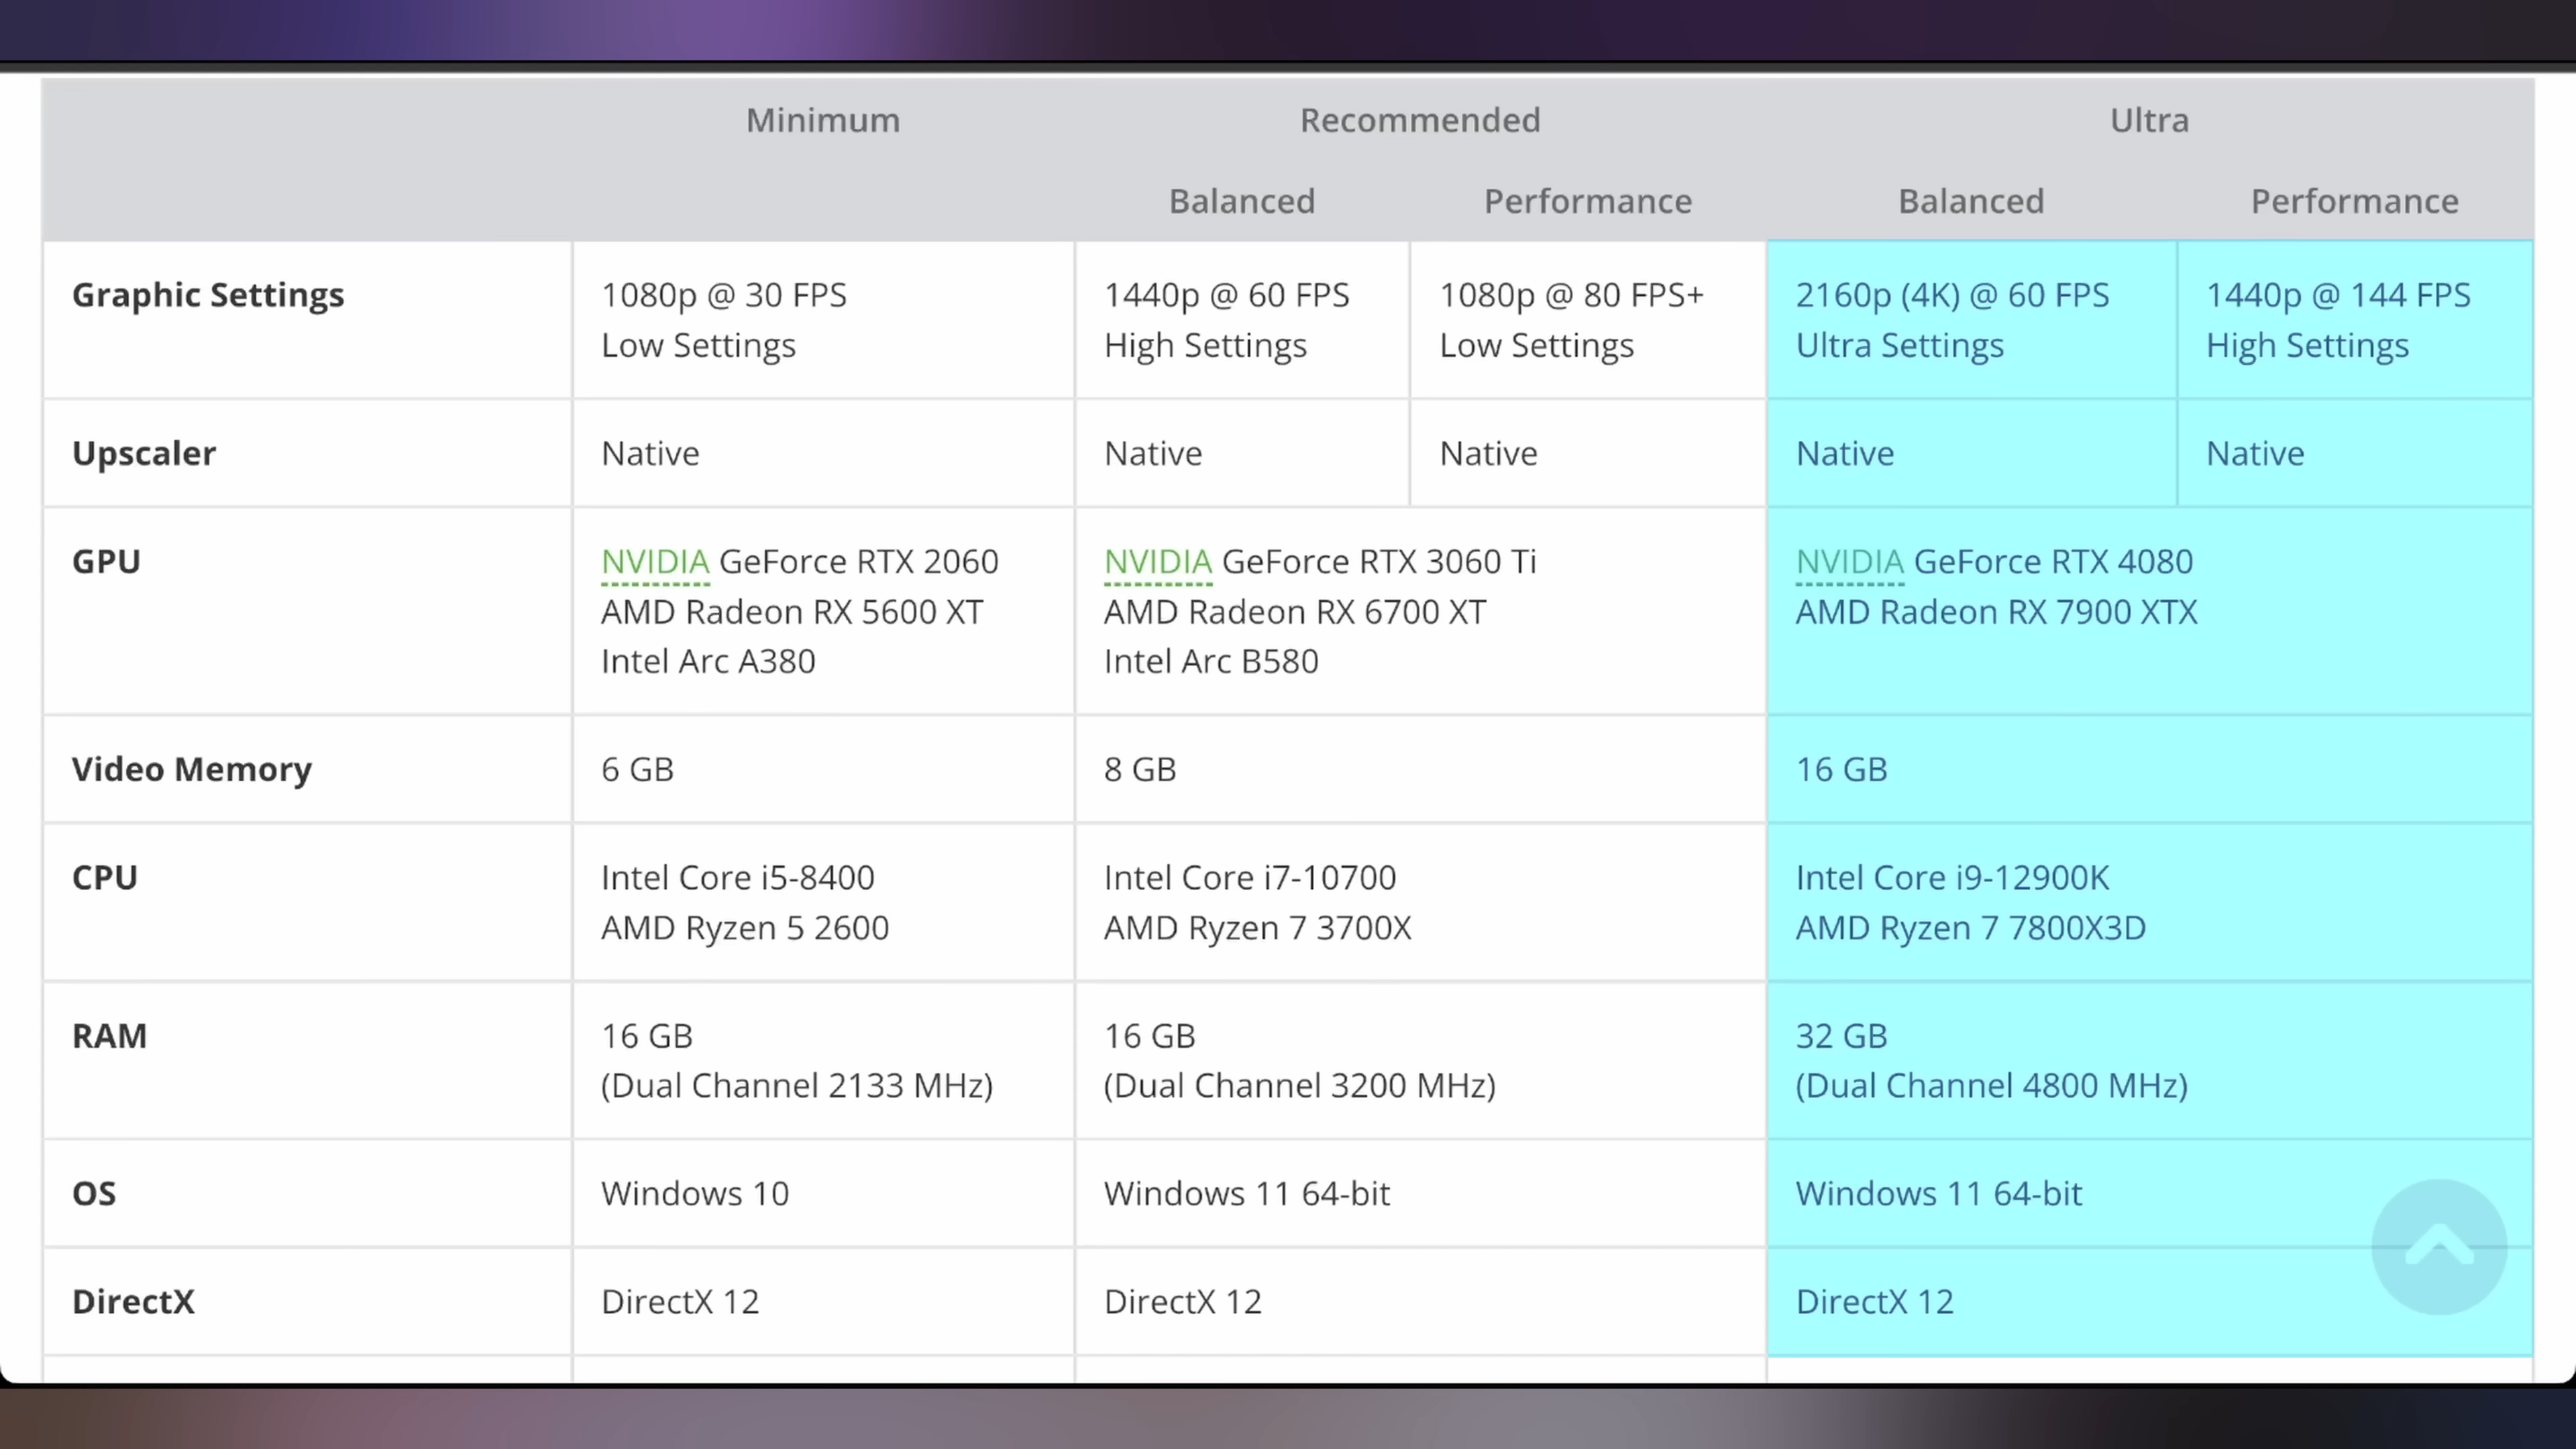 Minimum
Recommended
Ultra
Balanced
Performance
Balanced
Performance
Graphic Settings
1080p @ 30 FPS
Low Settings
1440p @ 60 FPS
High Settings
1080p @ 80 FPS+
Low Settings
2160p (4K) @ 60 FPS
Ultra Settings
1440p @ 144 FPS
High Settings
Upscaler
Native
Native
Native
Native
Native
GPU
NVIDIA GeForce RTX 2060
AMD Radeon RX 5600 XT
Intel Arc A380
NVIDIA GeForce RTX 3060 Ti
AMD Radeon RX 6700 XT
Intel Arc B580
NVIDIA GeForce RTX 4080
AMD Radeon RX 7900 XTX
Video Memory
6 GB
8 GB
16 GB
CPU
Intel Core i5-8400
AMD Ryzen 5 2600
Intel Core i7-10700
AMD Ryzen 7 3700X
Intel Core i9-12900K
AMD Ryzen 7 7800X3D
RAM
16 GB
(Dual Channel 2133 MHz)
16 GB
(Dual Channel 3200 MHz)
32 GB
(Dual Channel 4800 MHz)
OS
Windows 10
Windows 11 64-bit
Windows 11 64-bit
DirectX
DirectX 12
DirectX 12
DirectX 12